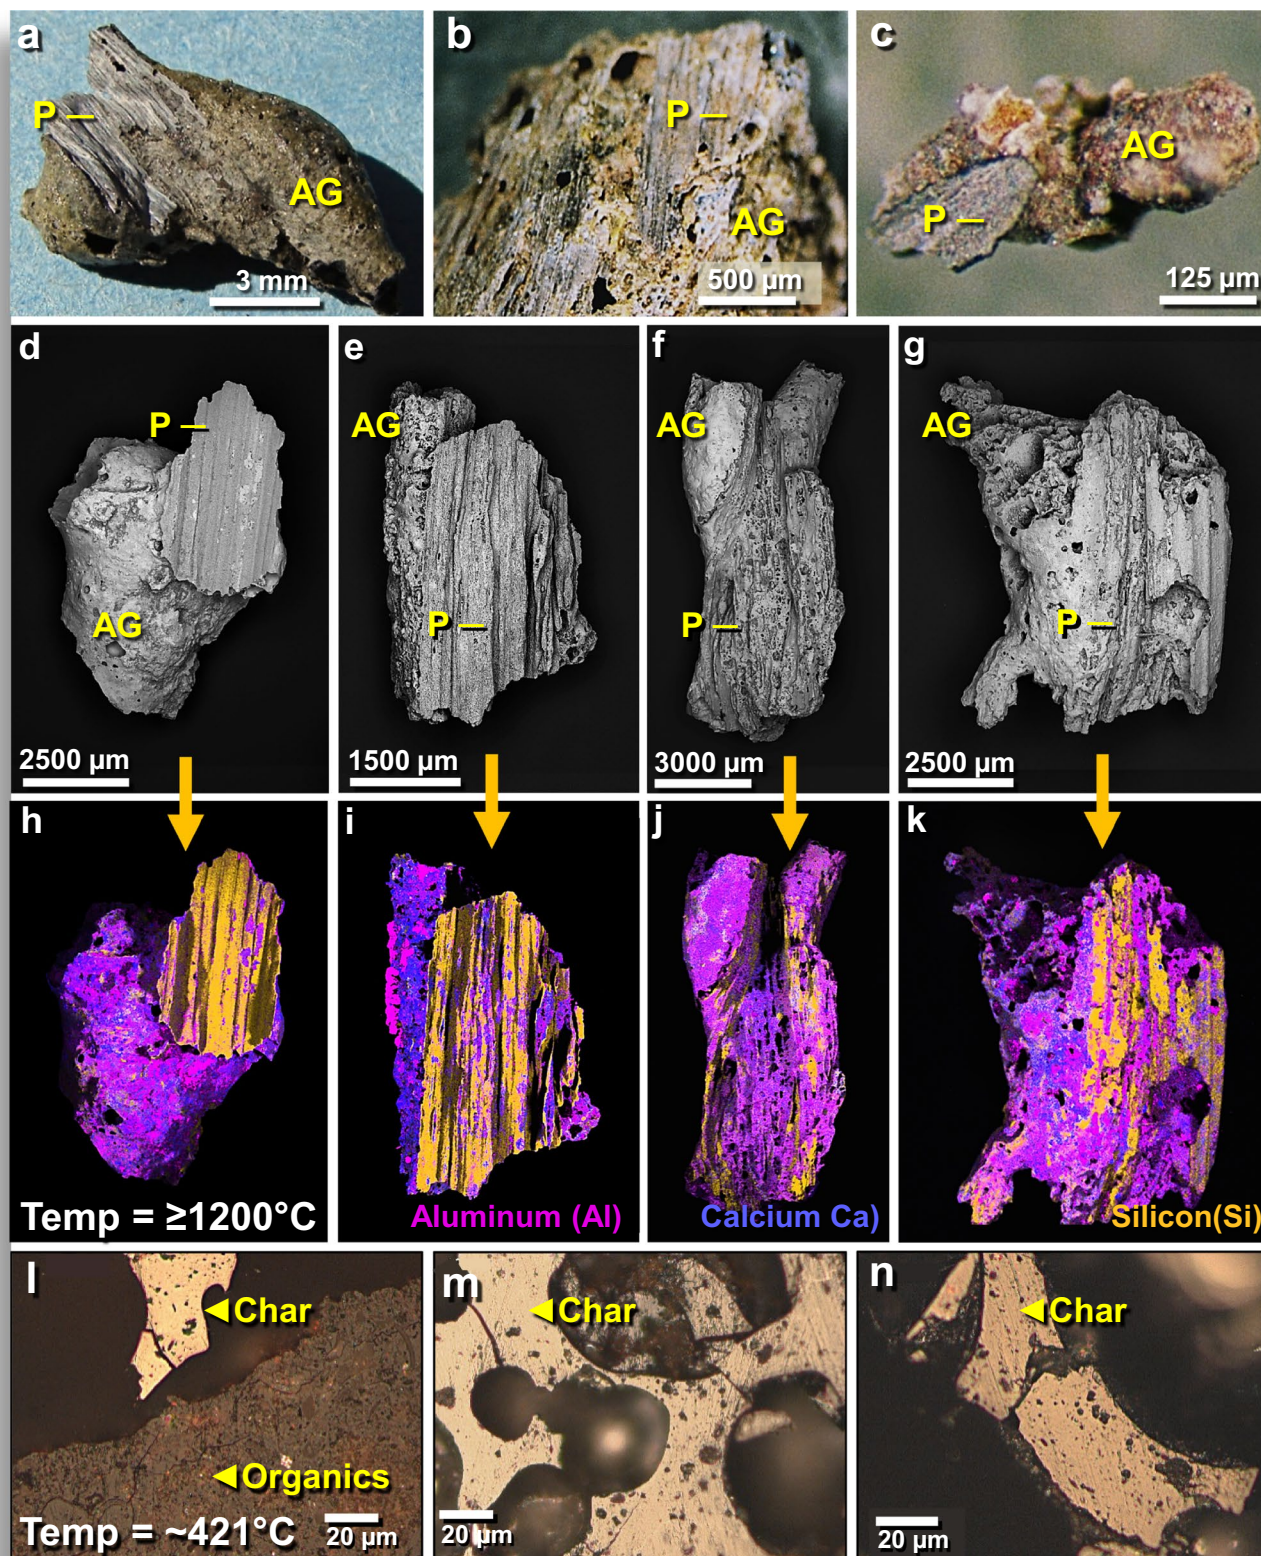 a
P
AG
3 mm
b
P
AG
500 µm
c
AG
P
125 µm
d
P
AG
2500 µm
e
AG
P
1500 µm
f
AG
P
3000 µm
g
AG
P
2500 µm
h
Temp = ≥1200°C
i
Aluminum (Al)
j
Calcium Ca)
k
Silicon(Si)
l
Char
Organics
Temp = ~421°C
20 µm
m
Char
20 µm
n
Char
20 µm